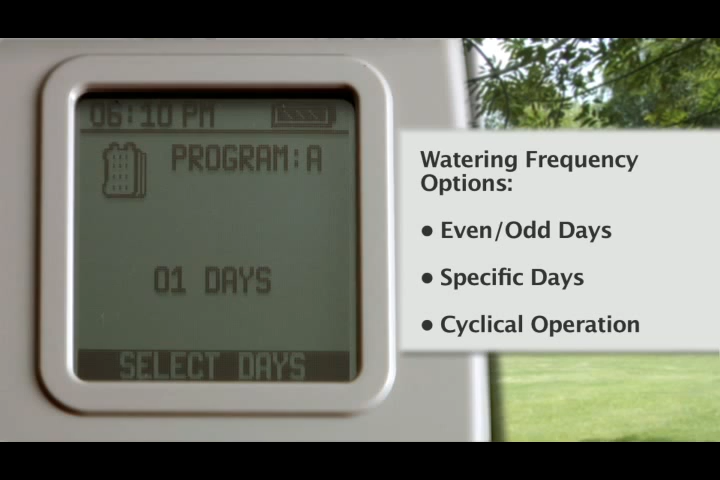 06:10 PM
PROGRAM:A
01 DAYS
SELECT DAYS
Watering Frequency
Options:
• Even/Odd Days
• Specific Days
• Cyclical Operation